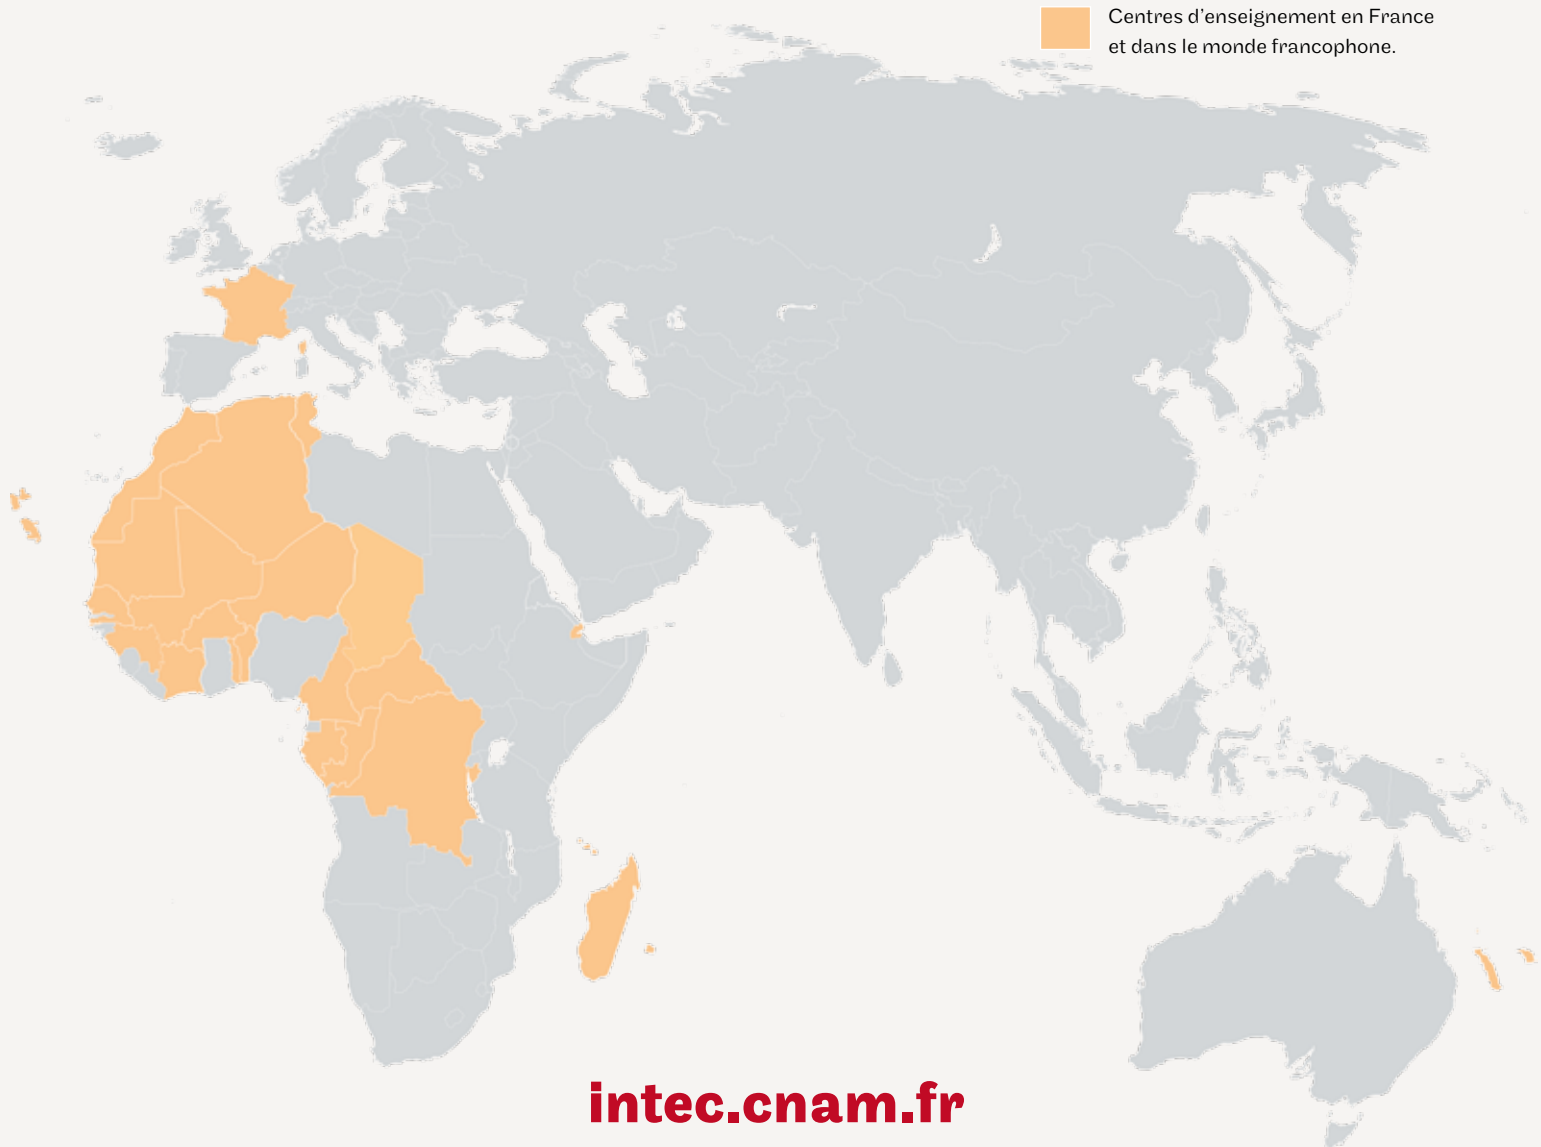 Centres d’enseignement en France
et dans le monde francophone.
intec.cnam.fr